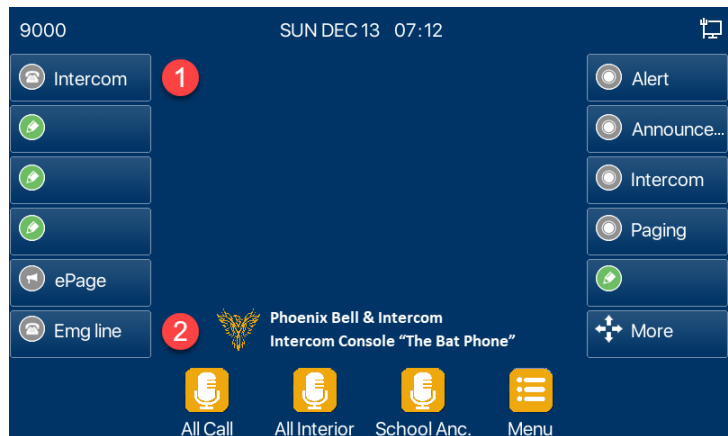 9000 SUN DEC 13 07:12
Intercom 1 Alert
Announce...
Intercom
Paging
ePage
Emg line 2 More
Phoenix Bell & Intercom
Intercom Console “The Bat Phone”
All Call All Interior School Anc. Menu